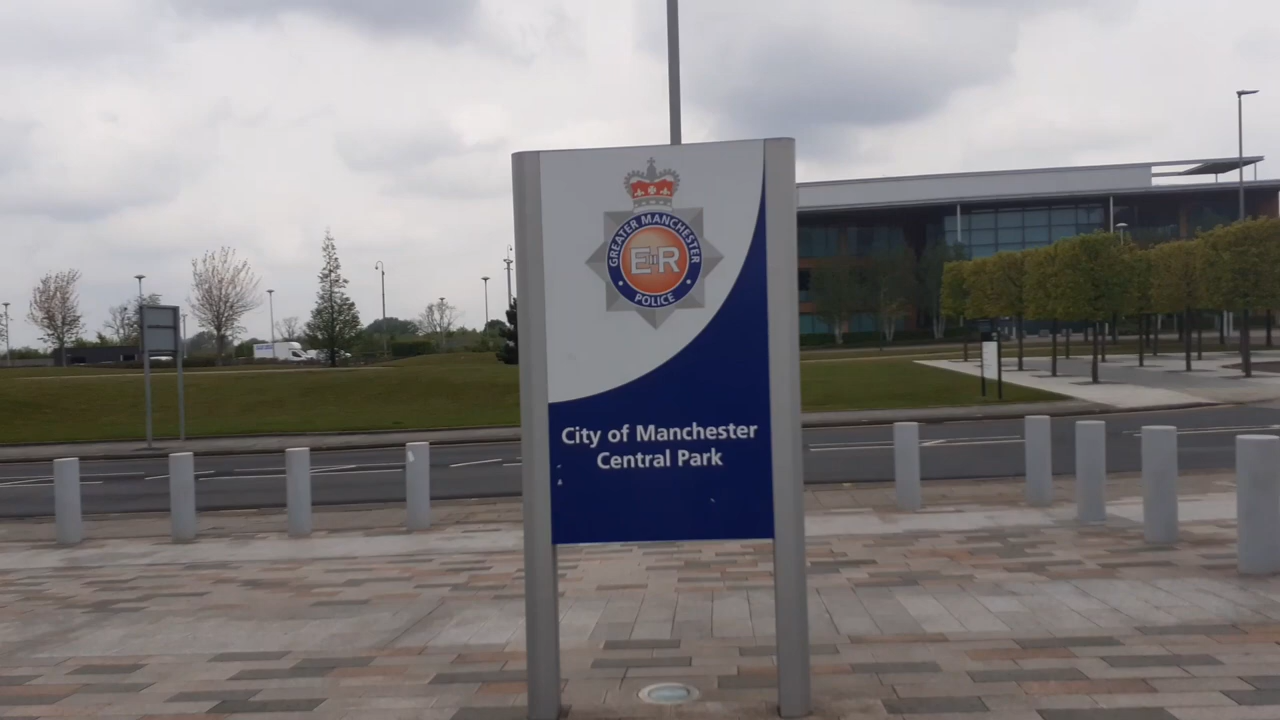 GREATER MANCHESTER
EIIR
POLICE
City of Manchester
Central Park